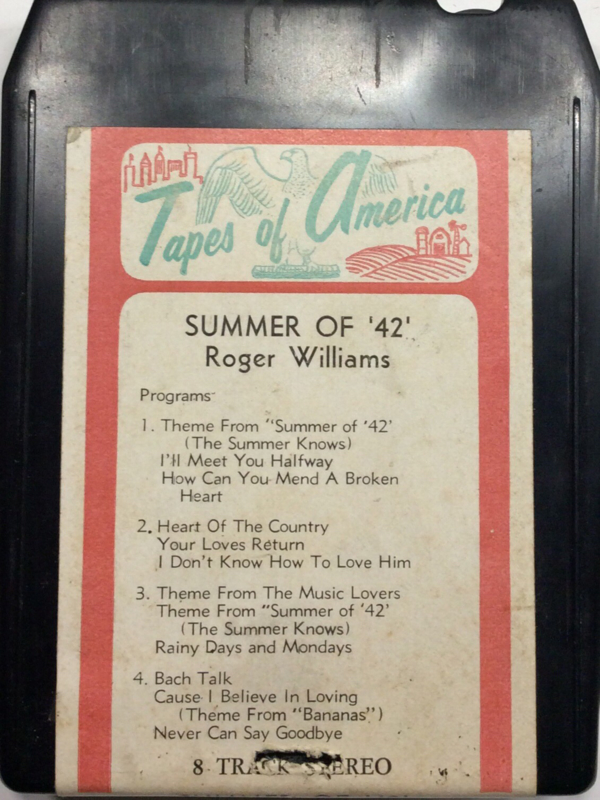 Tapes of America
SUMMER OF '42'
Roger Williams
Programs
1. Theme From "Summer of '42'
(The Summer Knows)
I'll Meet You Halfway
How Can You Mend A Broken
Heart
2. Heart Of The Country
Your Loves Return
I Don't Know How To Love Him
3. Theme From The Music Lovers
Theme From "Summer of '42'
(The Summer Knows)
Rainy Days and Mondays
4. Bach Talk
Cause I Believe In Loving
(Theme From "Bananas")
Never Can Say Goodbye
8 TRACK STEREO